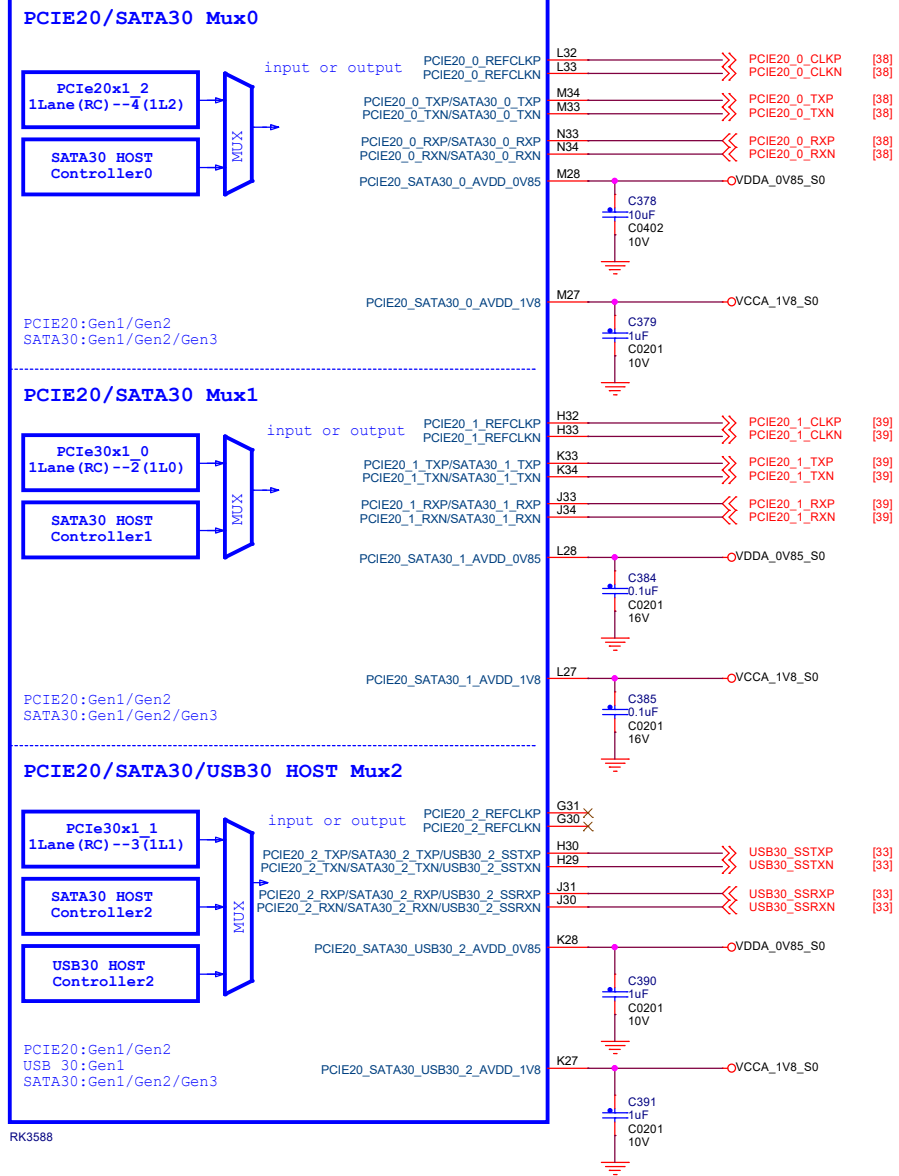 PCIE20/SATA30 Mux0
PCIe20x1_2
1Lane(RC)--4(1L2)
SATA30 HOST
Controller0
MUX
input or output
PCIE20_0_REFCLKP L32 PCIE20_0_CLKP [38]
PCIE20_0_REFCLKN L33 PCIE20_0_CLKN [38]
PCIE20_0_TXP/SATA30_0_TXP M34 PCIE20_0_TXP [38]
PCIE20_0_TXN/SATA30_0_TXN M33 PCIE20_0_TXN [38]
PCIE20_0_RXP/SATA30_0_RXP N33 PCIE20_0_RXP [38]
PCIE20_0_RXN/SATA30_0_RXN N34 PCIE20_0_RXN [38]
PCIE20_SATA30_0_AVDD_0V85 M28 VDDA_0V85_S0
C378
10uF
C0402
10V
PCIE20_SATA30_0_AVDD_1V8 M27 VCCA_1V8_S0
C379
1uF
C0201
10V
PCIE20:Gen1/Gen2
SATA30:Gen1/Gen2/Gen3
PCIE20/SATA30 Mux1
PCIe30x1_0
1Lane(RC)--2(1L0)
SATA30 HOST
Controller1
MUX
input or output
PCIE20_1_REFCLKP H32 PCIE20_1_CLKP [39]
PCIE20_1_REFCLKN H33 PCIE20_1_CLKN [39]
PCIE20_1_TXP/SATA30_1_TXP K33 PCIE20_1_TXP [39]
PCIE20_1_TXN/SATA30_1_TXN K34 PCIE20_1_TXN [39]
PCIE20_1_RXP/SATA30_1_RXP J33 PCIE20_1_RXP [39]
PCIE20_1_RXN/SATA30_1_RXN J34 PCIE20_1_RXN [39]
PCIE20_SATA30_1_AVDD_0V85 L28 VDDA_0V85_S0
C384
0.1uF
C0201
16V
PCIE20_SATA30_1_AVDD_1V8 L27 VCCA_1V8_S0
C385
0.1uF
C0201
16V
PCIE20:Gen1/Gen2
SATA30:Gen1/Gen2/Gen3
PCIE20/SATA30/USB30 HOST Mux2
PCIe30x1_1
1Lane(RC)--3(1L1)
SATA30 HOST
Controller2
USB30 HOST
Controller2
MUX
input or output
PCIE20_2_REFCLKP G31
PCIE20_2_REFCLKN G30
PCIE20_2_TXP/SATA30_2_TXP/USB30_2_SSTXP H30 USB30_SSTXP [33]
PCIE20_2_TXN/SATA30_2_TXN/USB30_2_SSTXN H29 USB30_SSTXN [33]
PCIE20_2_RXP/SATA30_2_RXP/USB30_2_SSRXP J31 USB30_SSRXP [33]
PCIE20_2_RXN/SATA30_2_RXN/USB30_2_SSRXN J30 USB30_SSRXN [33]
PCIE20_SATA30_USB30_2_AVDD_0V85 K28 VDDA_0V85_S0
C390
1uF
C0201
10V
PCIE20:Gen1/Gen2
USB 30:Gen1
SATA30:Gen1/Gen2/Gen3
PCIE20_SATA30_USB30_2_AVDD_1V8 K27 VCCA_1V8_S0
C391
1uF
C0201
10V
RK3588